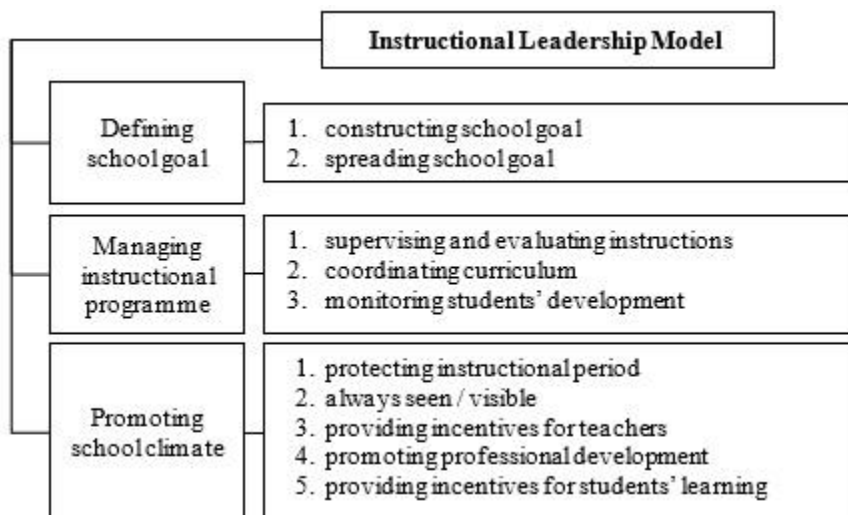 Instructional Leadership Model
Defining
school goal
1. constructing school goal
2. spreading school goal
Managing
instructional
programme
1. supervising and evaluating instructions
2. coordinating curriculum
3. monitoring students' development
Promoting
school climate
1. protecting instructional period
2. always seen / visible
3. providing incentives for teachers
4. promoting professional development
5. providing incentives for students' learning